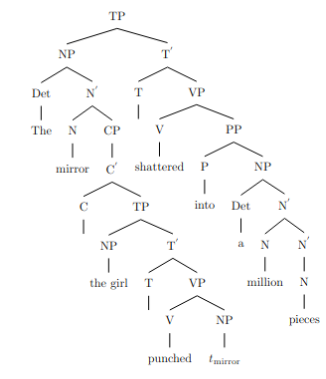 TP
NP T′
Det N′ T VP
The N CP V PP
mirror C′ shattered P NP
C TP into Det N′
NP T′ a N N′
the girl T VP million N
V NP pieces
punched t_mirror